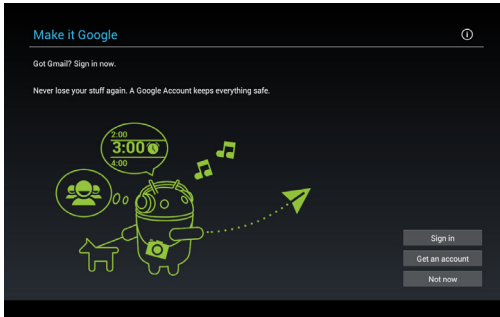 Make it Google
Got Gmail? Sign in now.
Never lose your stuff again. A Google Account keeps everything safe.
2:00
3:00
4:00
Sign in
Get an account
Not now